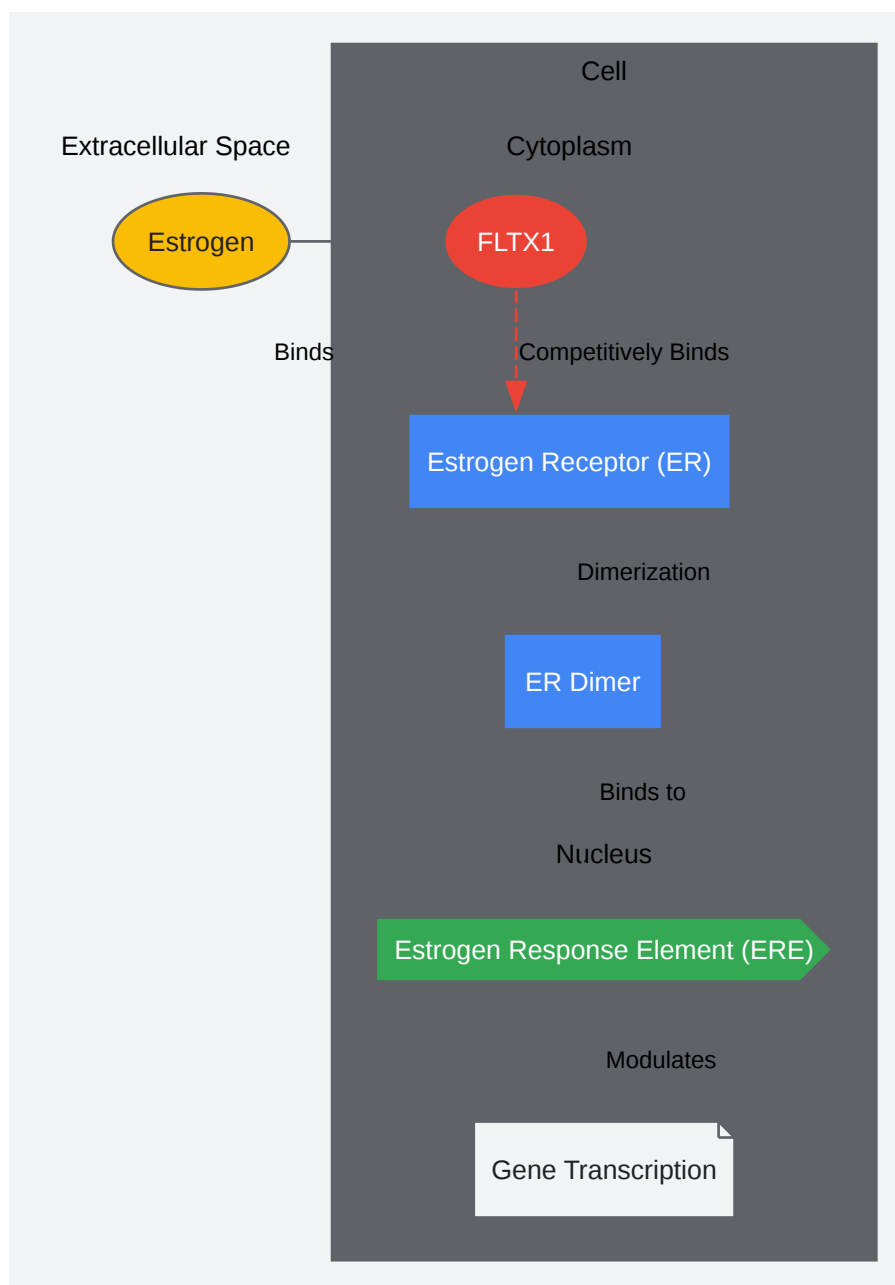 Cell
Extracellular Space
Cytoplasm
Estrogen
FLTX1
Binds
Competitively Binds
Estrogen Receptor (ER)
Dimerization
ER Dimer
Binds to
Nucleus
Estrogen Response Element (ERE)
Modulates
Gene Transcription